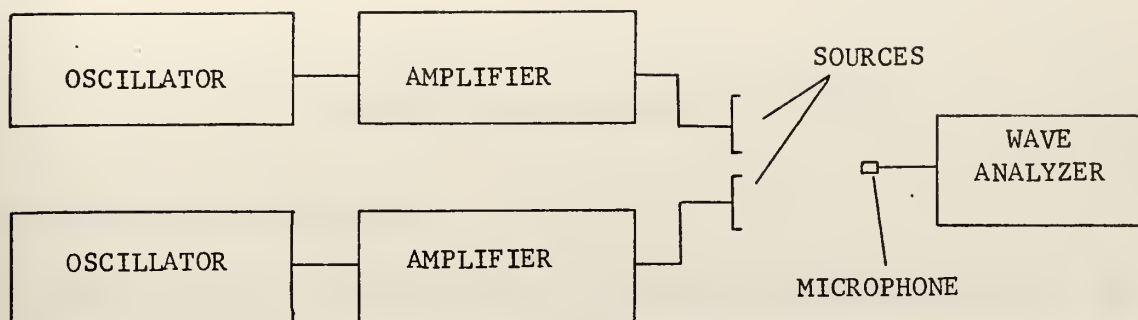 SOURCES
OSCILLATOR
AMPLIFIER
WAVE
ANALYZER
OSCILLATOR
AMPLIFIER
MICROPHONE